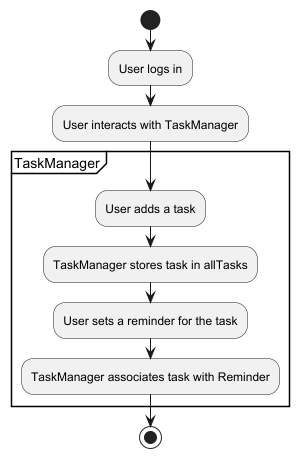 User logs in
User interacts with TaskManager
TaskManager
User adds a task
TaskManager stores task in allTasks
User sets a reminder for the task
TaskManager associates task with Reminder